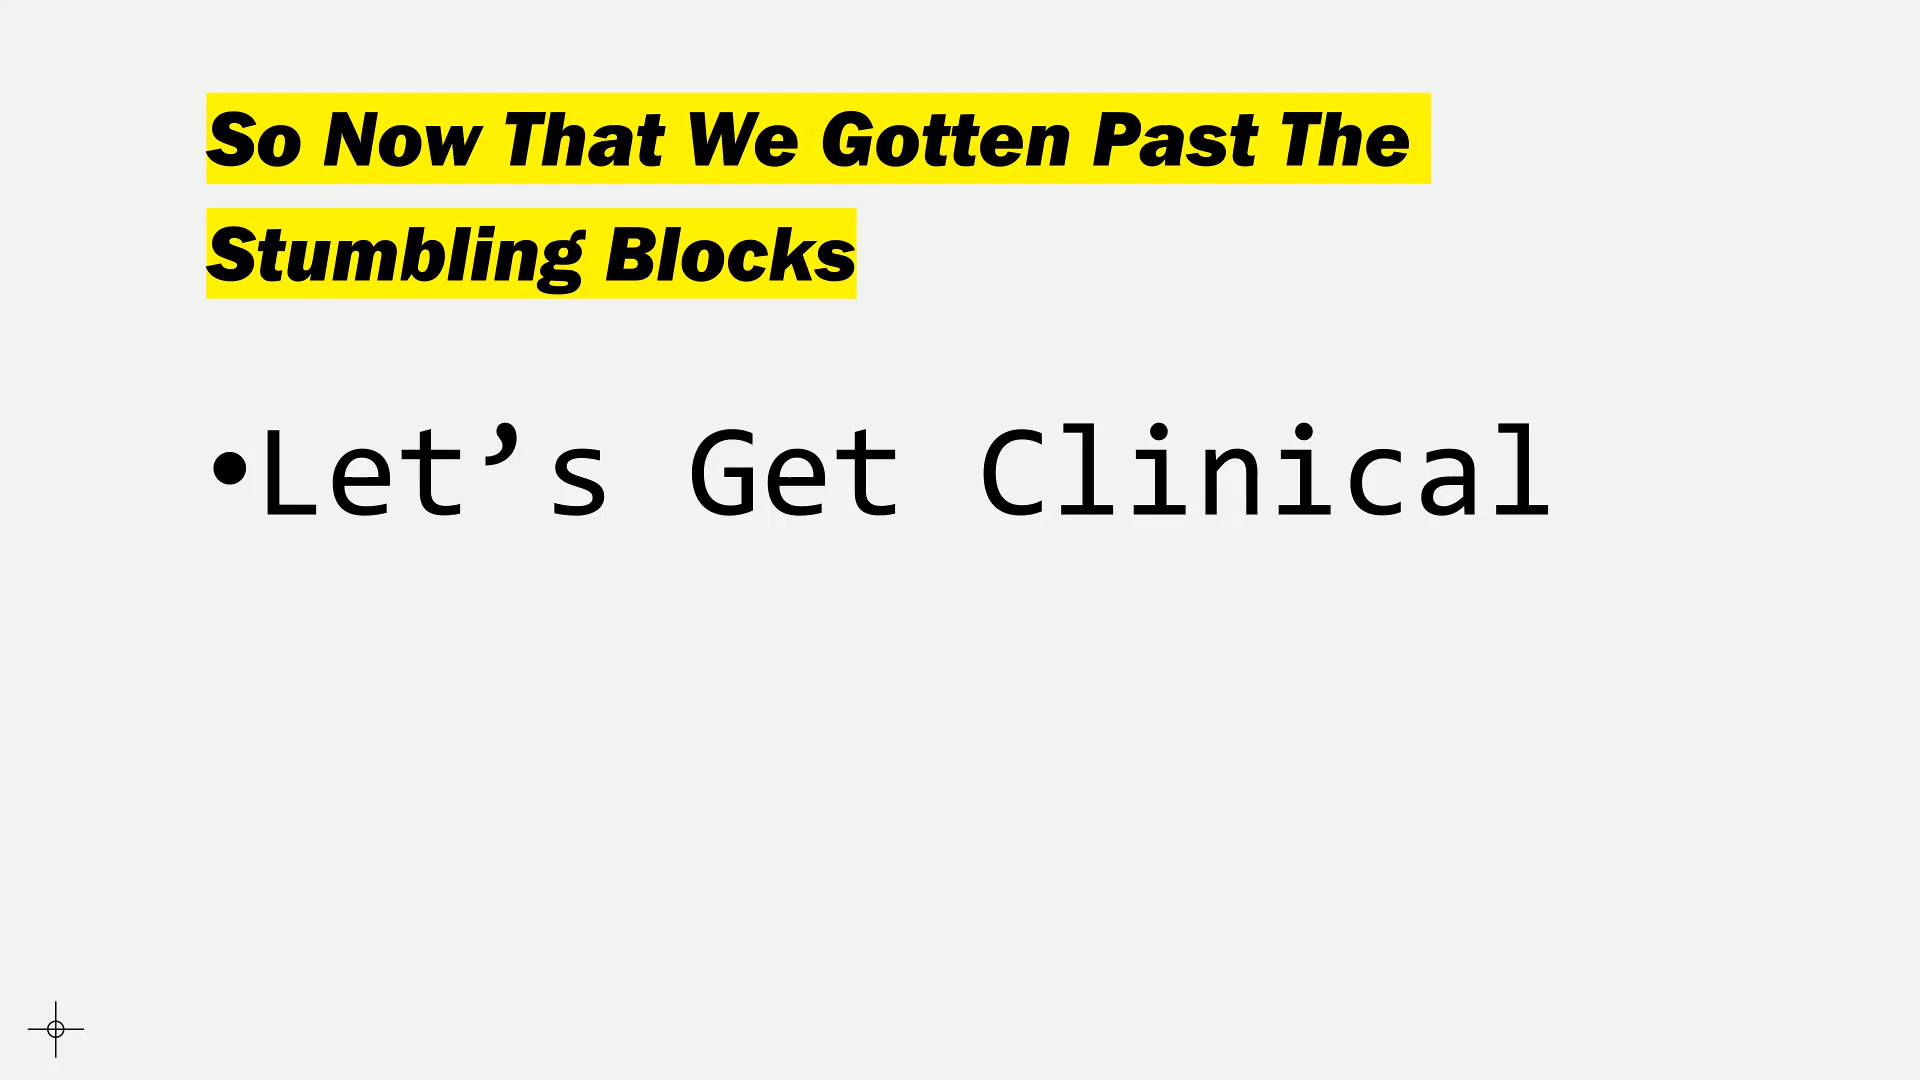 So Now That We Gotten Past The
Stumbling Blocks
•Let’s Get Clinical